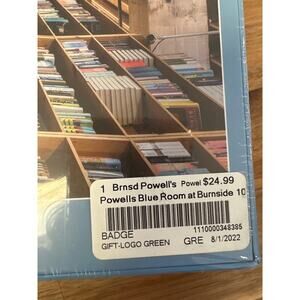 1 Brnsd Powell's Powel $24.99
Powells Blue Room at Burnside 10
1110000348385
BADGE
GIFT-LOGO GREEN GRE 8/1/2022